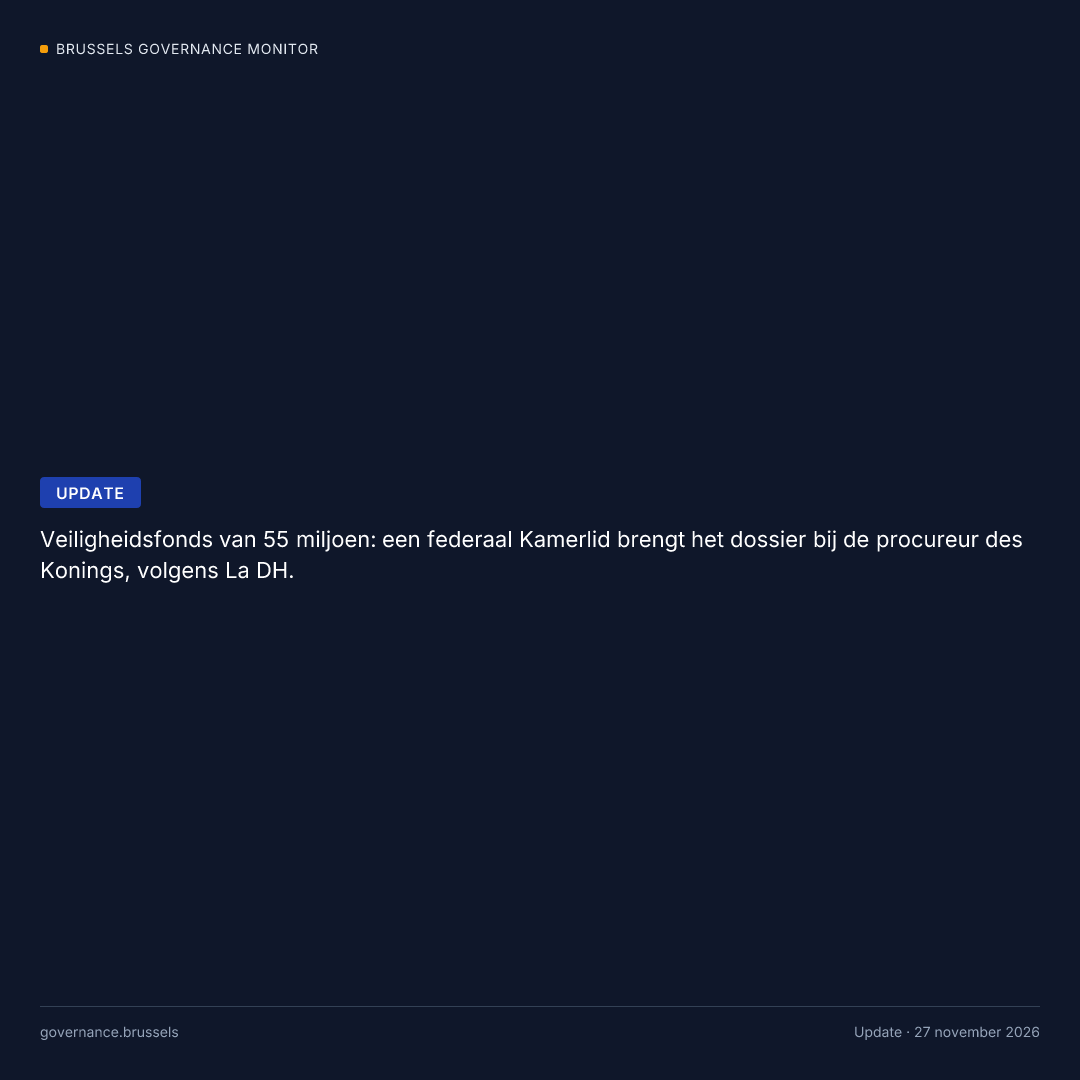 BRUSSELS GOVERNANCE MONITOR
UPDATE
Veiligheidsfonds van 55 miljoen: een federaal Kamerlid brengt het dossier bij de procureur des
Konings, volgens La DH.
governance.brussels
Update · 27 november 2026